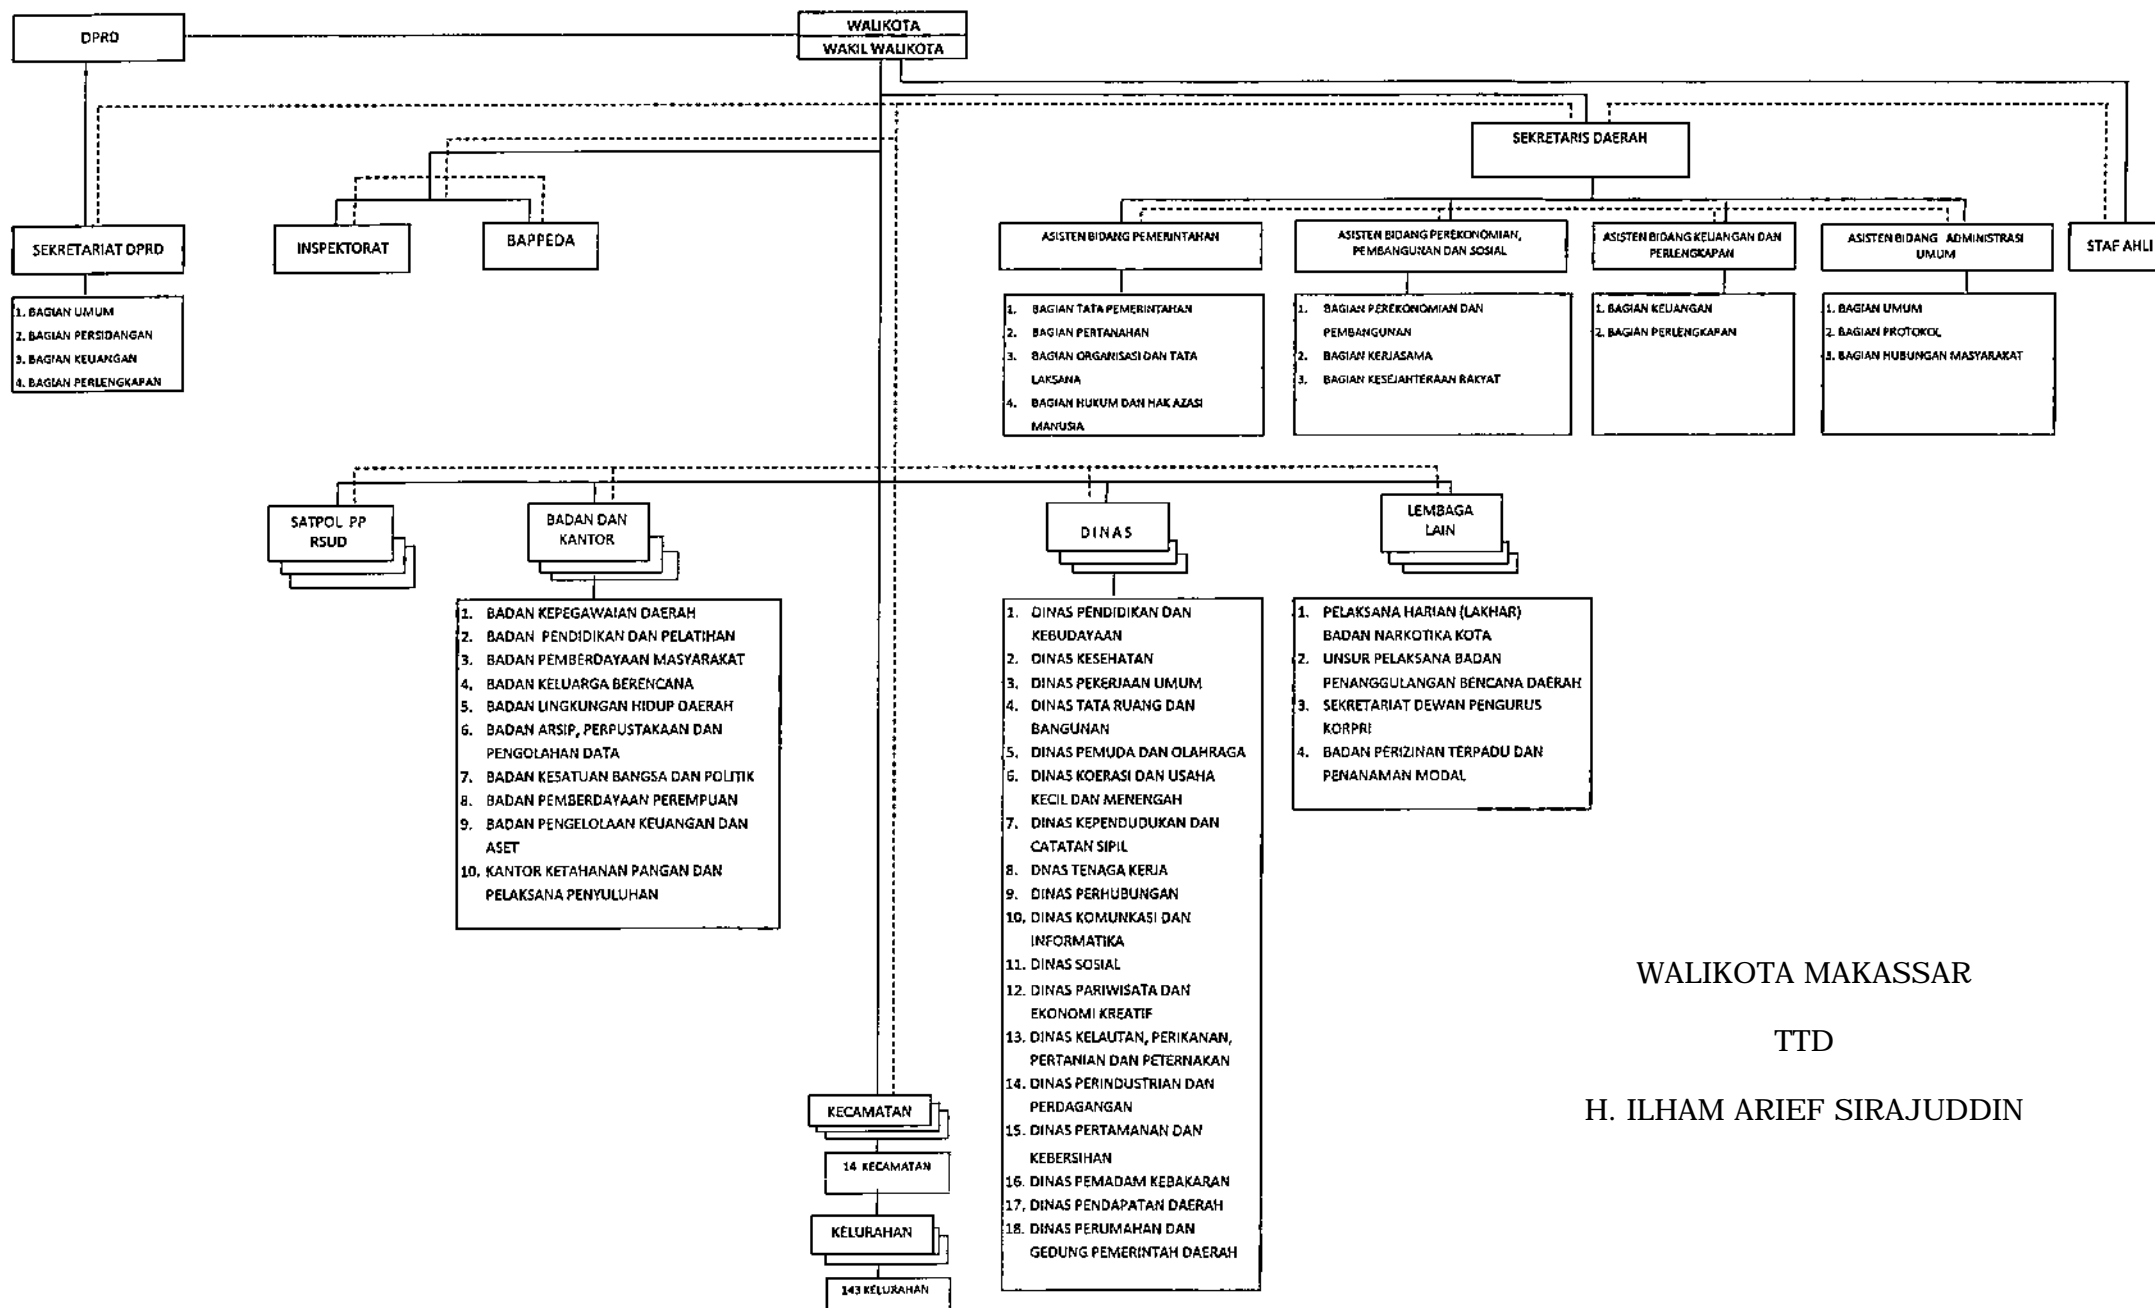 DPRD
WALIKOTA
WAKIL WALIKOTA
SEKRETARIS DAERAH
SEKRETARIAT DPRD
INSPEKTORAT
BAPPEDA
ASISTEN BIDANG PEMERINTAHAN
ASISTEN BIDANG PEREKONOMIAN,
PEMBANGUNAN DAN SOSIAL
ASISTEN BIDANG KEUANGAN DAN
PERLENGKAPAN
ASISTEN BIDANG ADMINISTRASI
UMUM
STAF AHLI
1. BAGIAN UMUM
2. BAGIAN PERSIDANGAN
3. BAGIAN KEUANGAN
4. BAGIAN PERLENGKAPAN
1. BAGIAN TATA PEMERINTAHAN
2. BAGIAN PERTANAHAN
3. BAGIAN ORGANISASI DAN TATA
LAKSANA
4. BAGIAN HUKUM DAN HAK AZASI
MANUSIA
1. BAGIAN PEREKONOMIAN DAN
PEMBANGUNAN
2. BAGIAN KERJASAMA
3. BAGIAN KESEJAHTERAAN RAKYAT
1. BAGIAN KEUANGAN
2. BAGIAN PERLENGKAPAN
1. BAGIAN UMUM
2. BAGIAN PROTOKOL
3. BAGIAN HUBUNGAN MASYARAKAT
SATPOL PP
RSUD
BADAN DAN
KANTOR
DINAS
LEMBAGA
LAIN
1. BADAN KEPEGAWAIAN DAERAH
2. BADAN PENDIDIKAN DAN PELATIHAN
3. BADAN PEMBERDAYAAN MASYARAKAT
4. BADAN KELUARGA BERENCANA
5. BADAN LINGKUNGAN HIDUP DAERAH
6. BADAN ARSIP, PERPUSTAKAAN DAN
PENGOLAHAN DATA
7. BADAN KESATUAN BANGSA DAN POLITIK
8. BADAN PEMBERDAYAAN PEREMPUAN
9. BADAN PENGELOLAAN KEUANGAN DAN
ASET
10. KANTOR KETAHANAN PANGAN DAN
PELAKSANA PENYULUHAN
1. DINAS PENDIDIKAN DAN
KEBUDAYAAN
2. DINAS KESEHATAN
3. DINAS PEKERJAAN UMUM
4. DINAS TATA RUANG DAN
BANGUNAN
5. DINAS PEMUDA DAN OLAHRAGA
6. DINAS KOERASI DAN USAHA
KECIL DAN MENENGAH
7. DINAS KEPENDUDUKAN DAN
CATATAN SIPIL
8. DNAS TENAGA KERJA
9. DINAS PERHUBUNGAN
10. DINAS KOMUNKASI DAN
INFORMATIKA
11. DINAS SOSIAL
12. DINAS PARIWISATA DAN
EKONOMI KREATIF
13. DINAS KELAUTAN, PERIKANAN,
PERTANIAN DAN PETERNAKAN
14. DINAS PERINDUSTRIAN DAN
PERDAGANGAN
15. DINAS PERTAMANAN DAN
KEBERSIHAN
16. DINAS PEMADAM KEBAKARAN
17. DINAS PENDAPATAN DAERAH
18. DINAS PERUMAHAN DAN
GEDUNG PEMERINTAH DAERAH
1. PELAKSANA HARIAN (LAKHAR)
BADAN NARKOTIKA KOTA
2. UNSUR PELAKSANA BADAN
PENANGGULANGAN BENCANA DAERAH
3. SEKRETARIAT DEWAN PENGURUS
KORPRI
4. BADAN PERIZINAN TERPADU DAN
PENANAMAN MODAL
KECAMATAN
14 KECAMATAN
KELURAHAN
143 KELURAHAN
WALIKOTA MAKASSAR
TTD
H. ILHAM ARIEF SIRAJUDDIN